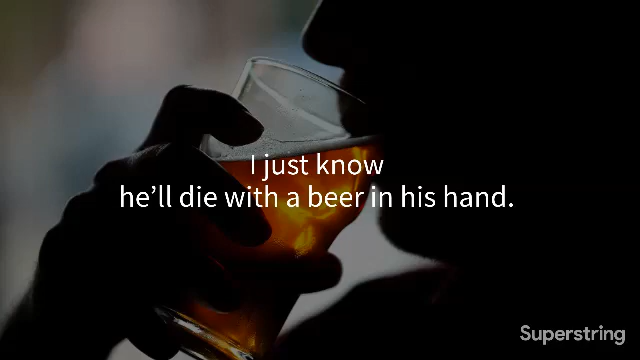 I just know
he’ll die with a beer in his hand.
Superstring